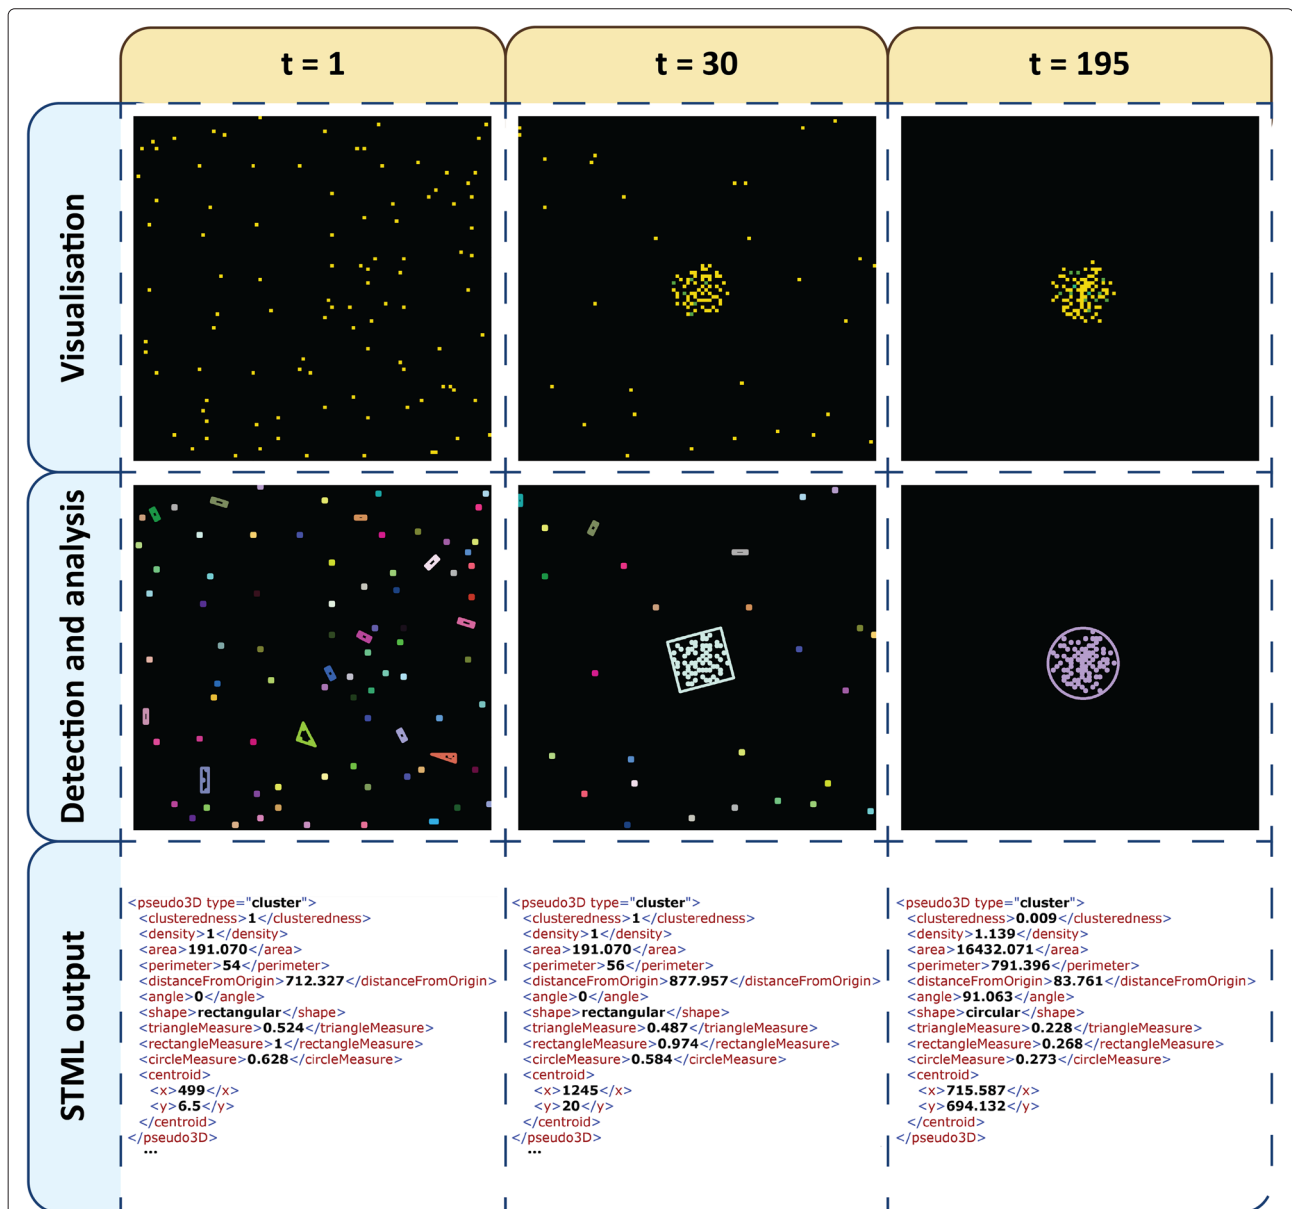 t = 1
t = 30
t = 195
Visualisation
Detection and analysis
STML output
<pseudo3D type="cluster">
<clusteredness>1</clusteredness>
<density>1</density>
<area>191.070</area>
<perimeter>54</perimeter>
<distanceFromOrigin>712.327</distanceFromOrigin>
<angle>0</angle>
<shape>rectangular</shape>
<triangleMeasure>0.524</triangleMeasure>
<rectangleMeasure>1</rectangleMeasure>
<circleMeasure>0.628</circleMeasure>
<centroid>
<x>499</x>
<y>6.5</y>
</centroid>
</pseudo3D>
...
<pseudo3D type="cluster">
<clusteredness>1</clusteredness>
<density>1</density>
<area>191.070</area>
<perimeter>56</perimeter>
<distanceFromOrigin>877.957</distanceFromOrigin>
<angle>0</angle>
<shape>rectangular</shape>
<triangleMeasure>0.487</triangleMeasure>
<rectangleMeasure>0.974</rectangleMeasure>
<circleMeasure>0.584</circleMeasure>
<centroid>
<x>1245</x>
<y>20</y>
</centroid>
</pseudo3D>
...
<pseudo3D type="cluster">
<clusteredness>0.009</clusteredness>
<density>1.139</density>
<area>16432.071</area>
<perimeter>791.396</perimeter>
<distanceFromOrigin>83.761</distanceFromOrigin>
<angle>91.063</angle>
<shape>circular</shape>
<triangleMeasure>0.228</triangleMeasure>
<rectangleMeasure>0.268</rectangleMeasure>
<circleMeasure>0.273</circleMeasure>
<centroid>
<x>715.587</x>
<y>694.132</y>
</centroid>
</pseudo3D>